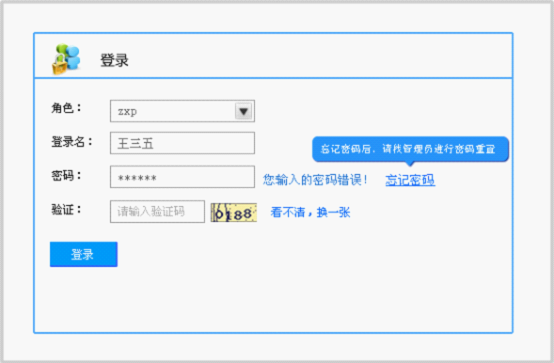 登录
角色：
zxp
登录名：
王三五
忘记密码后，请找管理员进行密码重置
密码：
******
您输入的密码错误！
忘记密码
验证：
请输入验证码
0188
看不清，换一张
登录